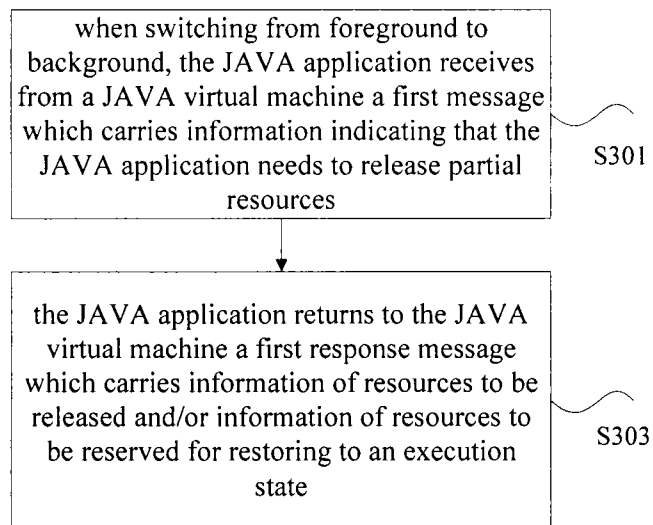 when switching from foreground to
background, the JAVA application receives
from a JAVA virtual machine a first message
which carries information indicating that the
JAVA application needs to release partial
resources
S301
the JAVA application returns to the JAVA
virtual machine a first response message
which carries information of resources to be
released and/or information of resources to
be reserved for restoring to an execution
state
S303